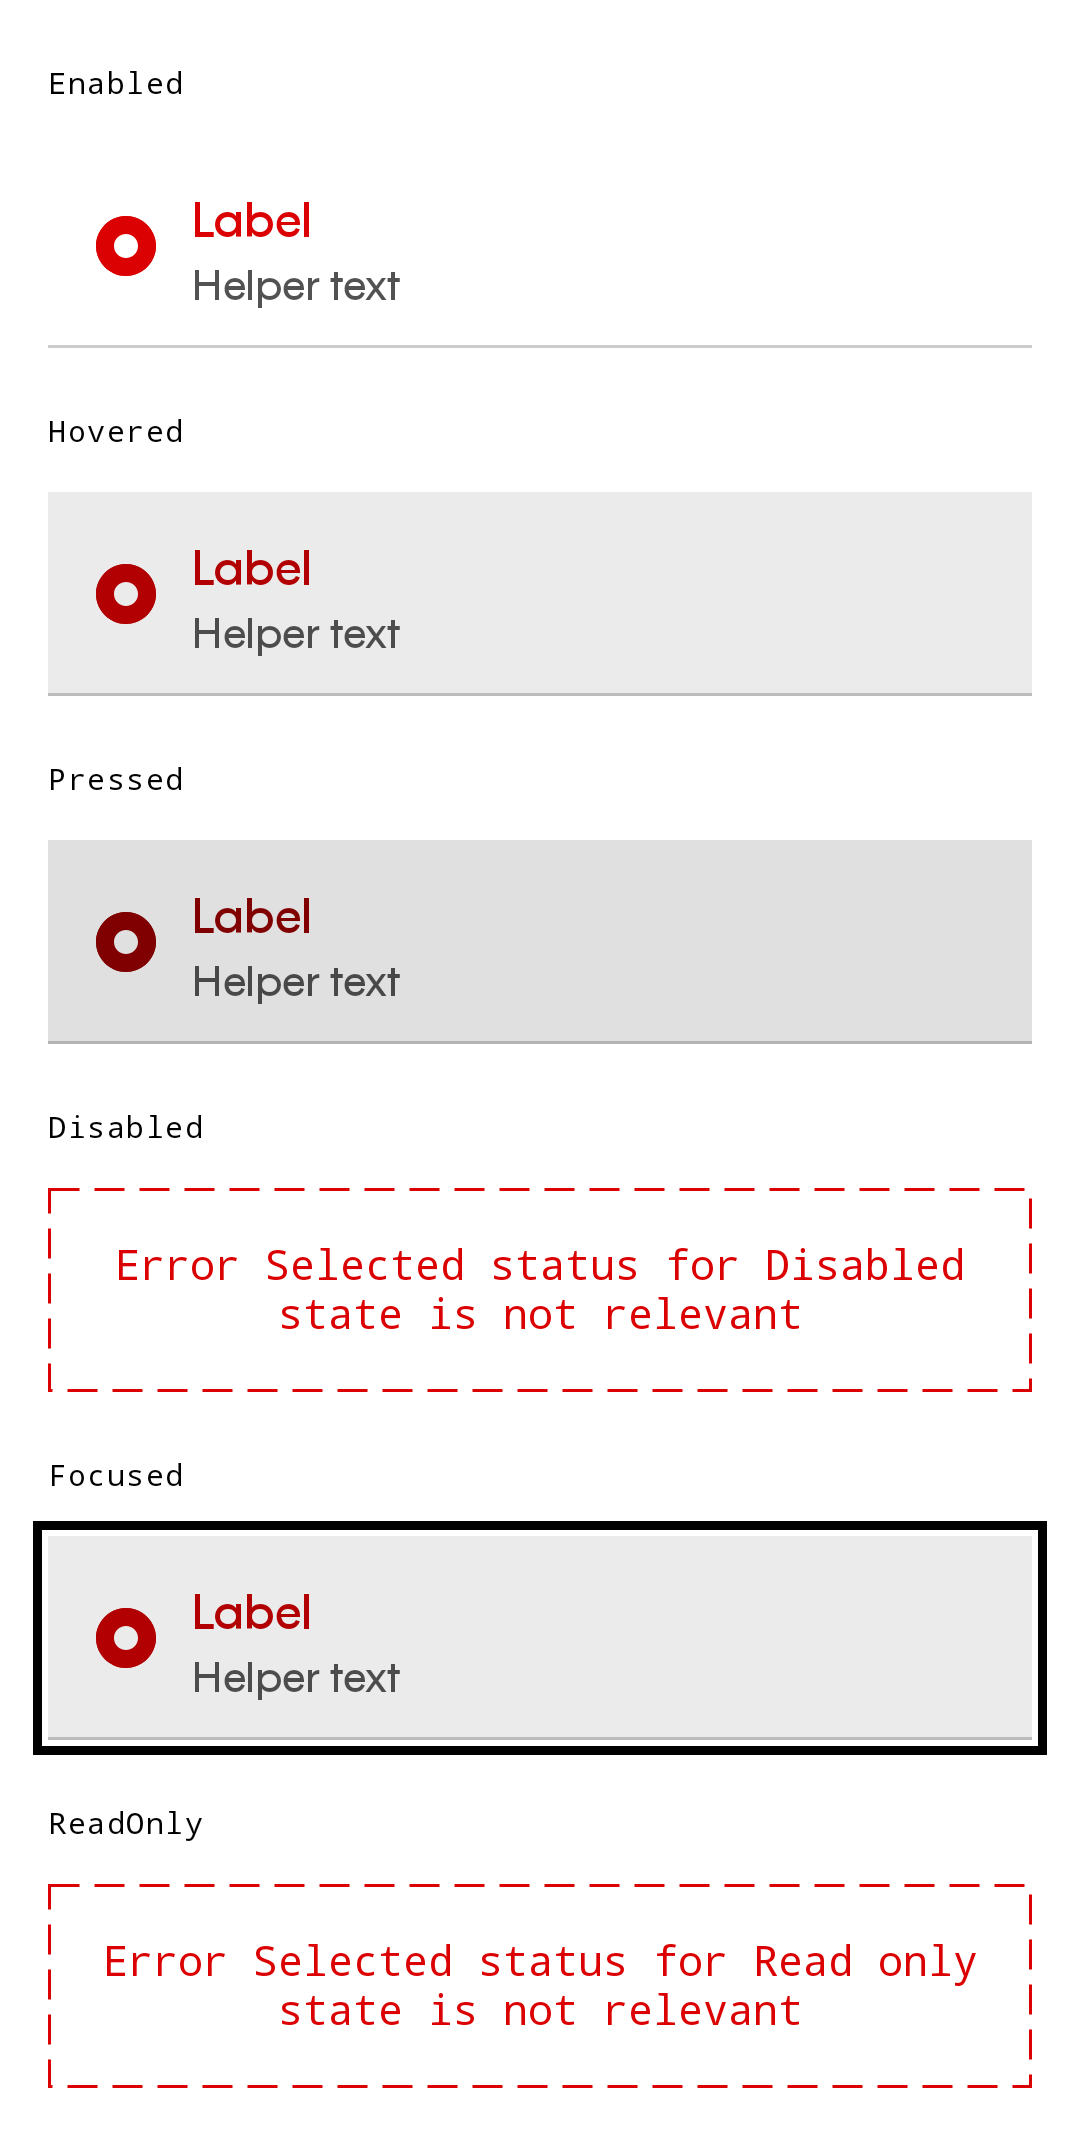 Enabled
Label
Helper text
Hovered
Label
Helper text
Pressed
Label
Helper text
Disabled
Error Selected status for Disabled
state is not relevant
Focused
Label
Helper text
ReadOnly
Error Selected status for Read only
state is not relevant